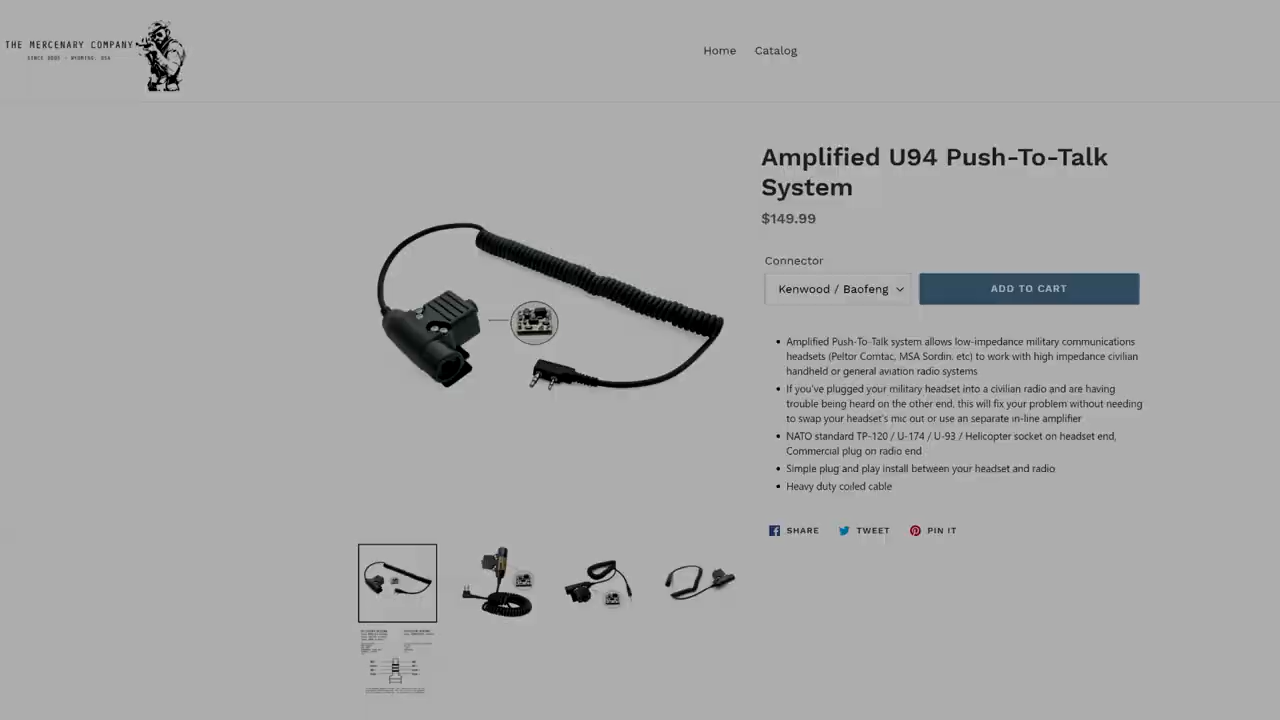 THE MERCENARY COMPANY
SINCE 2005 - WYOMING, USA
Home Catalog
Amplified U94 Push-To-Talk
System
$149.99
Connector
Kenwood / Baofeng
ADD TO CART
Amplified Push-To-Talk system allows low-impedance military communications
headsets (Peltor Comtac, MSA Sordin, etc) to work with high impedance civilian
handheld or general aviation radio systems
If you've plugged your military headset into a civilian radio and are having
trouble being heard on the other end, this will fix your problem without needing
to swap your headset's mic out or use an separate in-line amplifier
NATO standard TP-120 / U-174 / U-93 / Helicopter socket on headset end,
Commercial plug on radio end
Simple plug and play install between your headset and radio
Heavy duty coiled cable
SHARE TWEET PIN IT